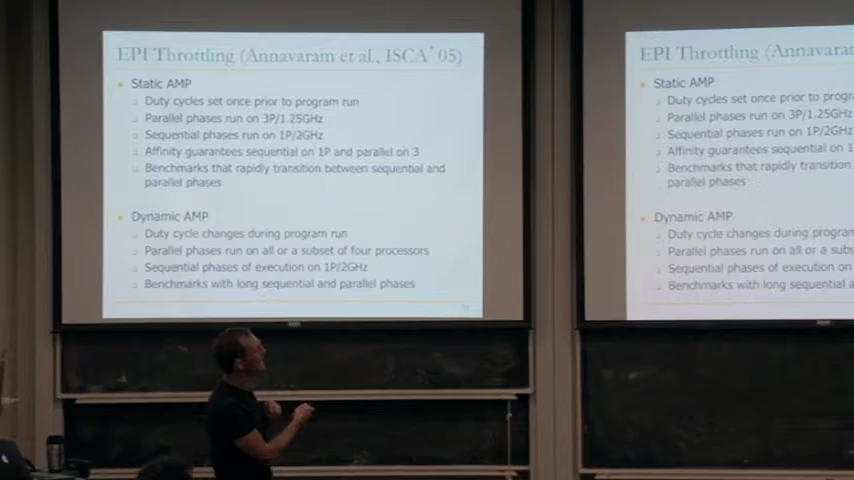 EPI Throttling (Annavaram et al., ISCA'05)
Static AMP
Duty cycles set once prior to program run
Parallel phases run on 3P/1.25GHz
Sequential phases run on 1P/2GHz
Affinity guarantees sequential on 1P and parallel on 3
Benchmarks that rapidly transition between sequential and
parallel phases
Dynamic AMP
Duty cycle changes during program run
Parallel phases run on all or a subset of four processors
Sequential phases of execution on 1P/2GHz
Benchmarks with long sequential and parallel phases
EPI Throttling (Annavara
Static AMP
Duty cycles set once prior to progra
Parallel phases run on 3P/1.25GHz
Sequential phases run on 1P/2GHz
Affinity guarantees sequential on 1
Benchmarks that rapidly transition
parallel phases
Dynamic AMP
Duty cycle changes during program
Parallel phases run on all or a subs
Sequential phases of execution on
Benchmarks with long sequential a